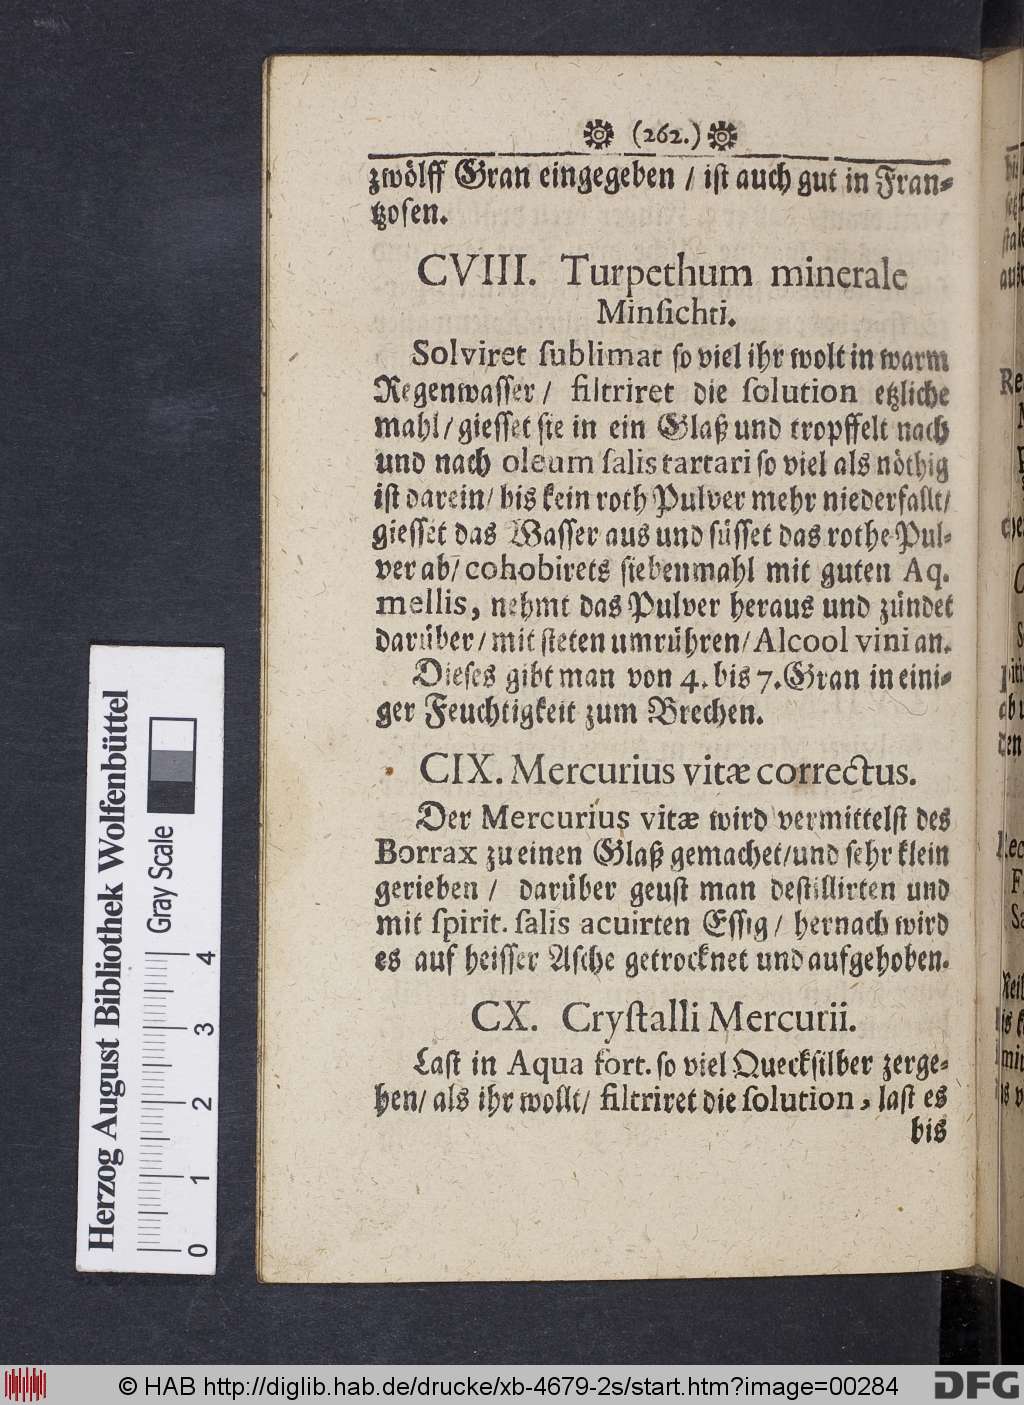 (262.)
zwölff Gran eingegeben / ist auch gut in Fran-
tzosen.
CVIII. Turpethum minerale
Minsichti.
Solviret sublimat so viel ihr wolt in warm
Regenwasser / filtriret die solution etzliche
mahl / giesset sie in ein Glaß und tropffelt nach
und nach oleum salis tartari so viel als nöthig
ist darein / bis kein roth Pulver mehr niederfallt /
giesset das Wasser aus und süsset das rothe Pul-
ver ab / cohobirets siebenmahl mit guten Aq.
mellis, nehmt das Pulver heraus und zündet
darüber / mit steten umrühren / Alcool vini an.
Dieses gibt man von 4. bis 7. Gran in eini-
ger Feuchtigkeit zum Brechen.
CIX. Mercurius vitæ correctus.
Der Mercurius vitæ wird vermittelst des
Borrax zu einen Glaß gemachet / und sehr klein
gerieben / darüber geust man destillirten und
mit spirit. salis acuirten Essig / hernach wird
es auf heisser Asche getrocknet und aufgehoben.
CX. Crystalli Mercurii.
Last in Aqua fort. so viel Quecksilber zerge-
hen / als ihr wollt / filtriret die solution, last es
bis
Herzog August Bibliothek Wolfenbüttel
Gray Scale
0 1 2 3 4
© HAB http://diglib.hab.de/drucke/xb-4679-2s/start.htm?image=00284
DFG